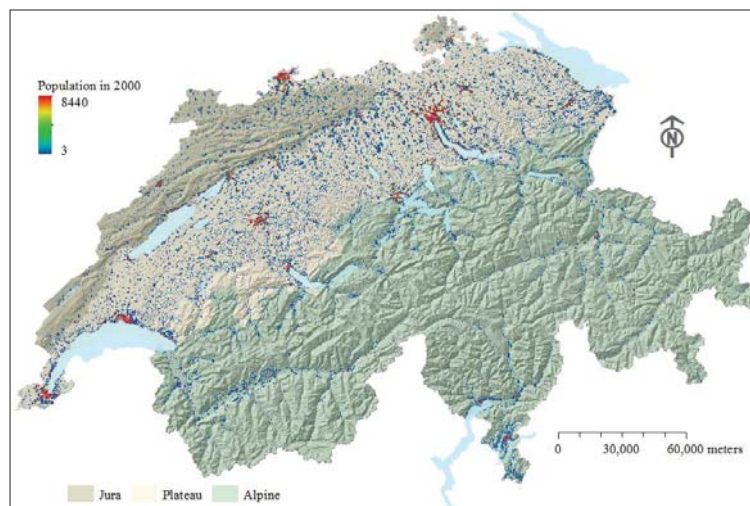 Population in 2000
8440
3
N
0 30,000 60,000 meters
Jura Plateau Alpine